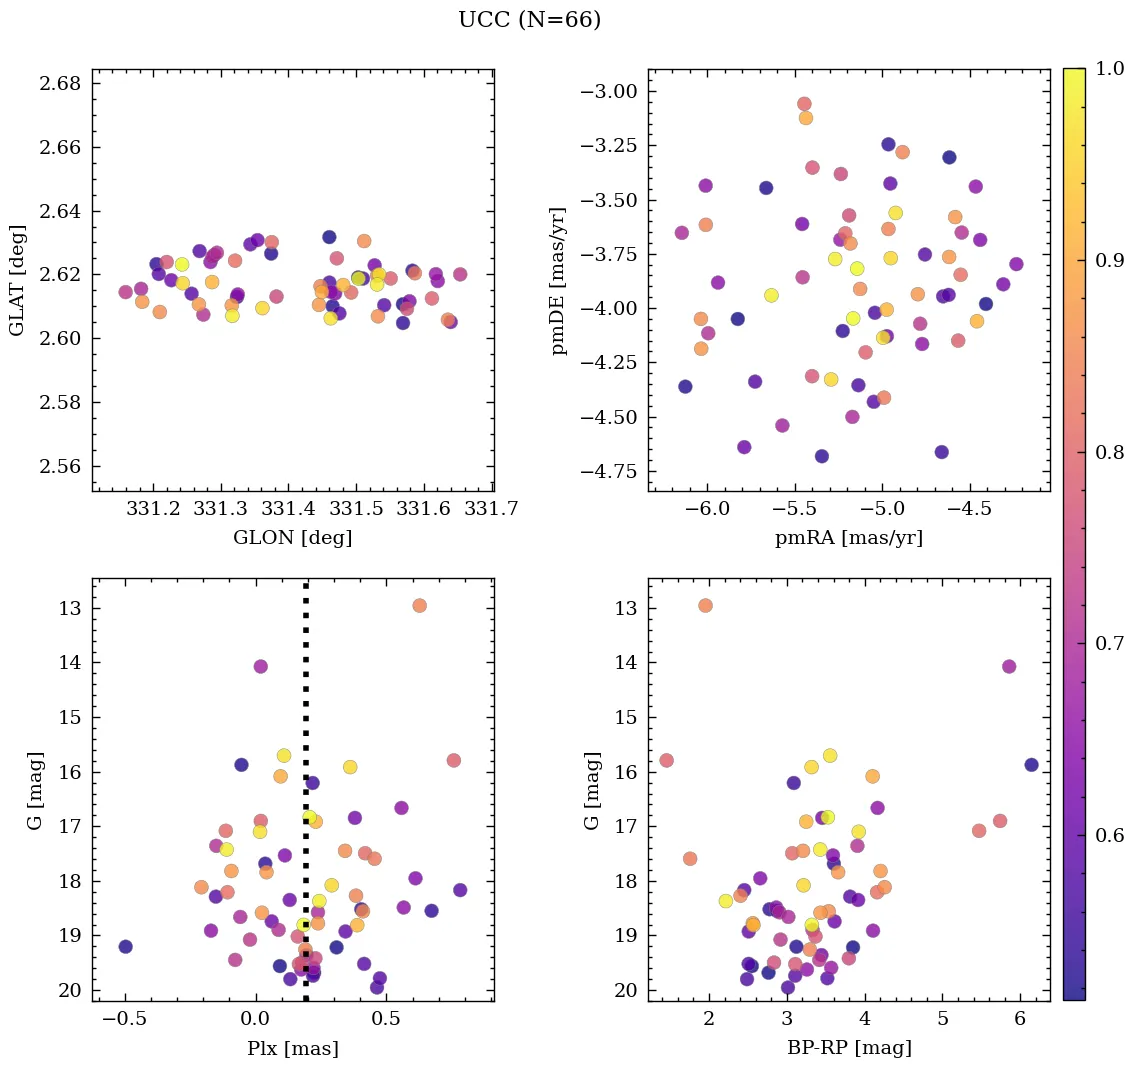 UCC (N=66)
2.68
2.66
2.64
2.62
2.60
2.58
2.56
GLAT [deg]
331.2 331.3 331.4 331.5 331.6 331.7
GLON [deg]
−3.00
−3.25
−3.50
−3.75
−4.00
−4.25
−4.50
−4.75
pmDE [mas/yr]
−6.0 −5.5 −5.0 −4.5
pmRA [mas/yr]
1.0
0.9
0.8
0.7
0.6
13
14
15
16
17
18
19
20
G [mag]
−0.5 0.0 0.5
Plx [mas]
13
14
15
16
17
18
19
20
G [mag]
2 3 4 5 6
BP-RP [mag]